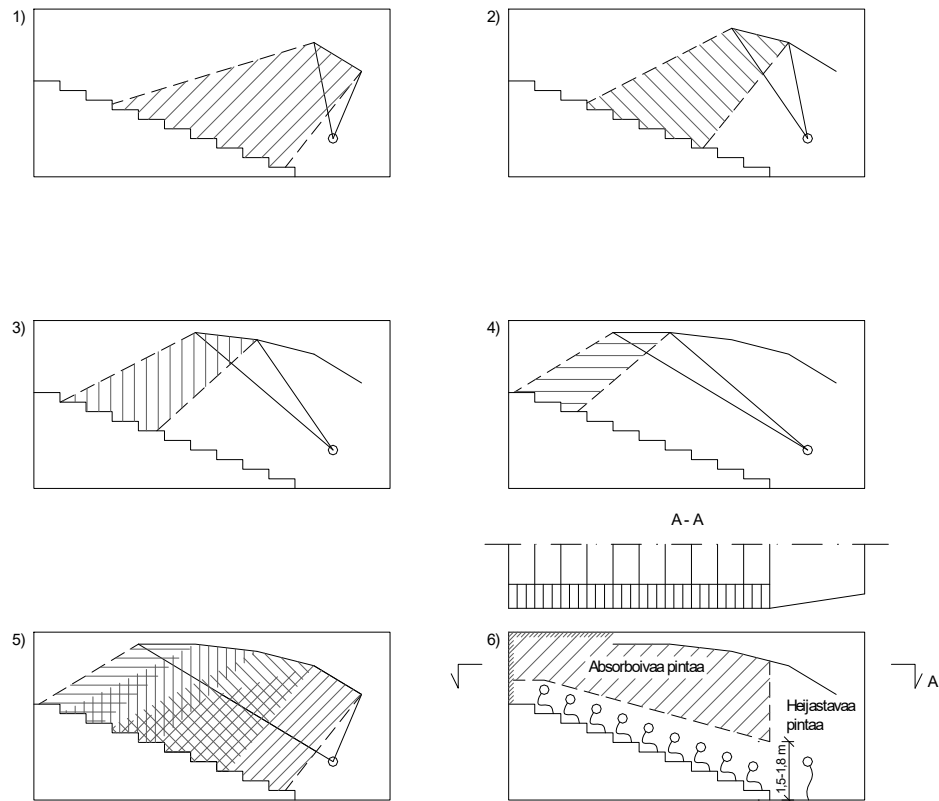 1)
2)
3)
4)
A - A
5)
6)
Absorboivaa pintaa
Heijastavaa
pintaa
1,5-1,8 m
A